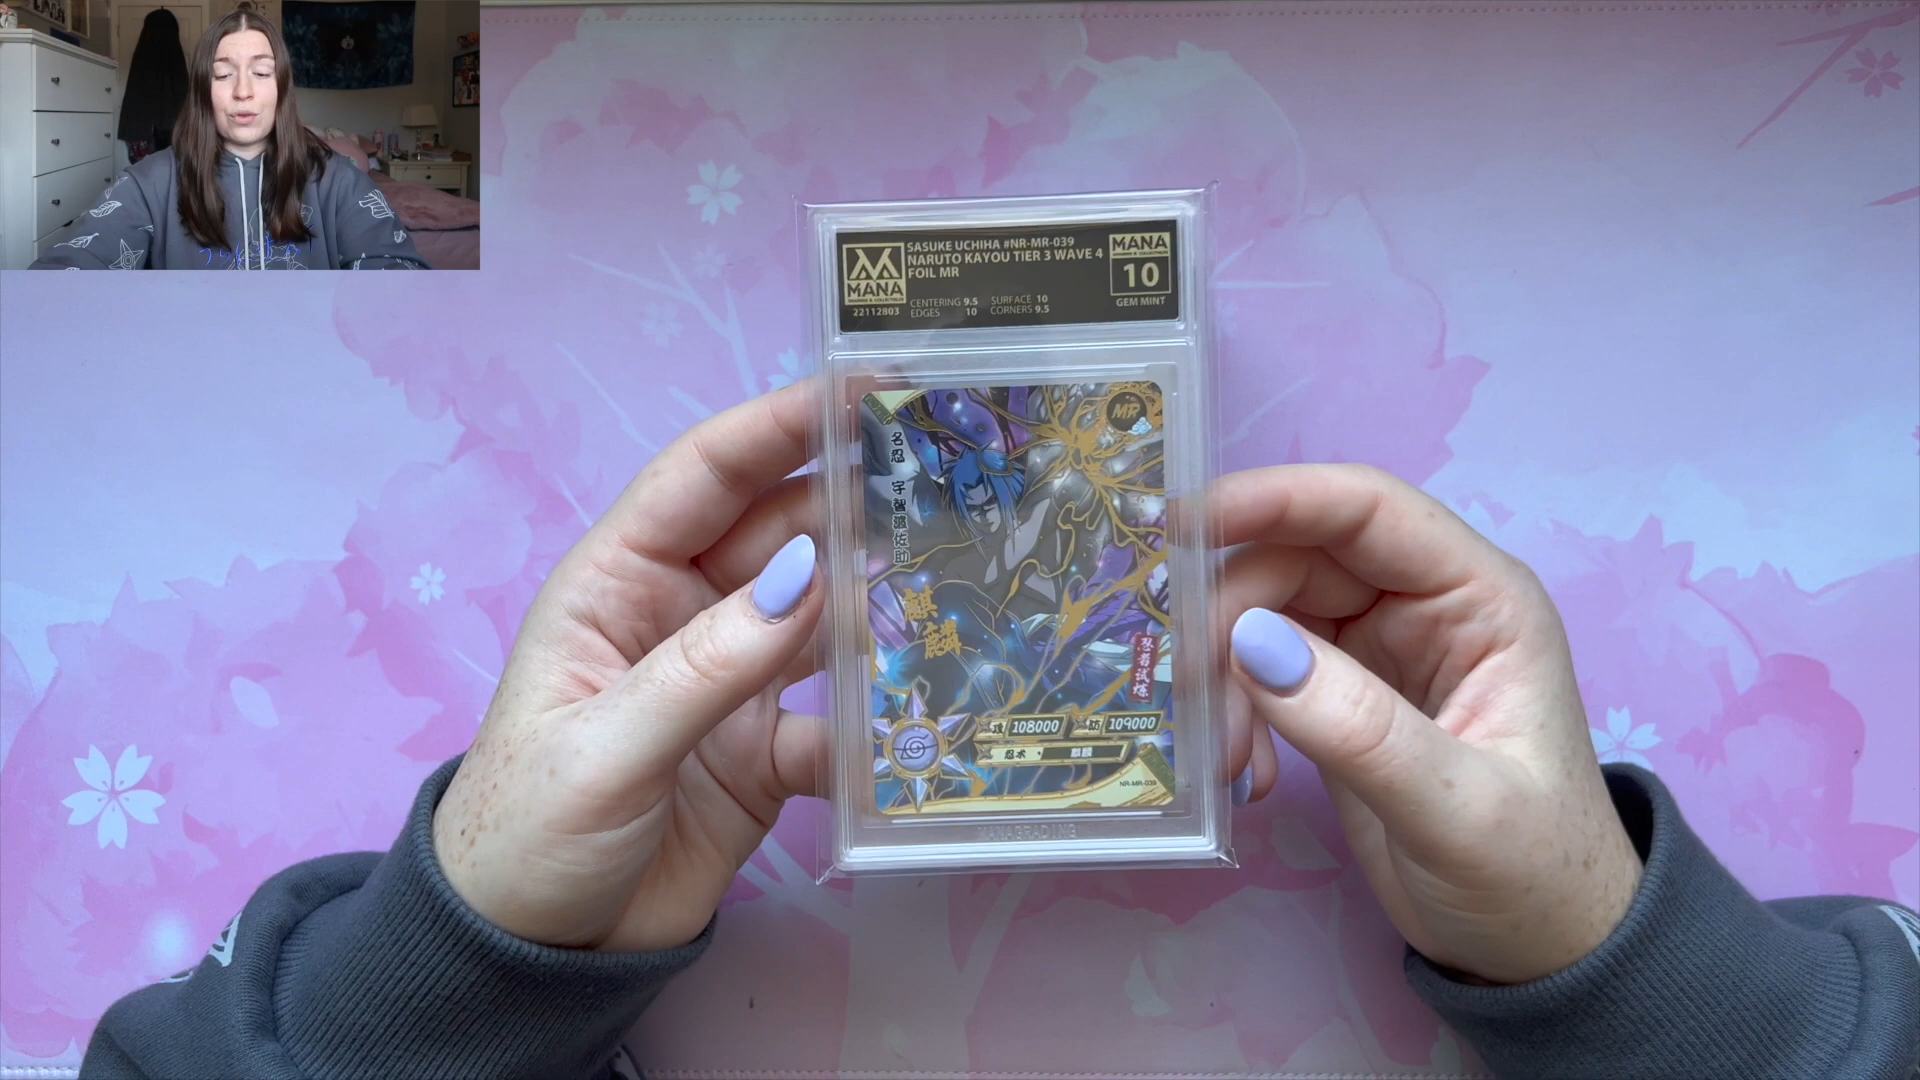 SASUKE UCHIHA #NR-MR-039
NARUTO KAYOU TIER 3 WAVE 4
FOIL MR
MANA
22112803
CENTERING 9.5 SURFACE 10
EDGES 10 CORNERS 9.5
MANA
10
GEM MINT
MR
名忍 宇智波佐助
麒麟
忍者试炼
攻 108000
防 109000
忍术
麒麟
NR-MR-039
MANAGRADING